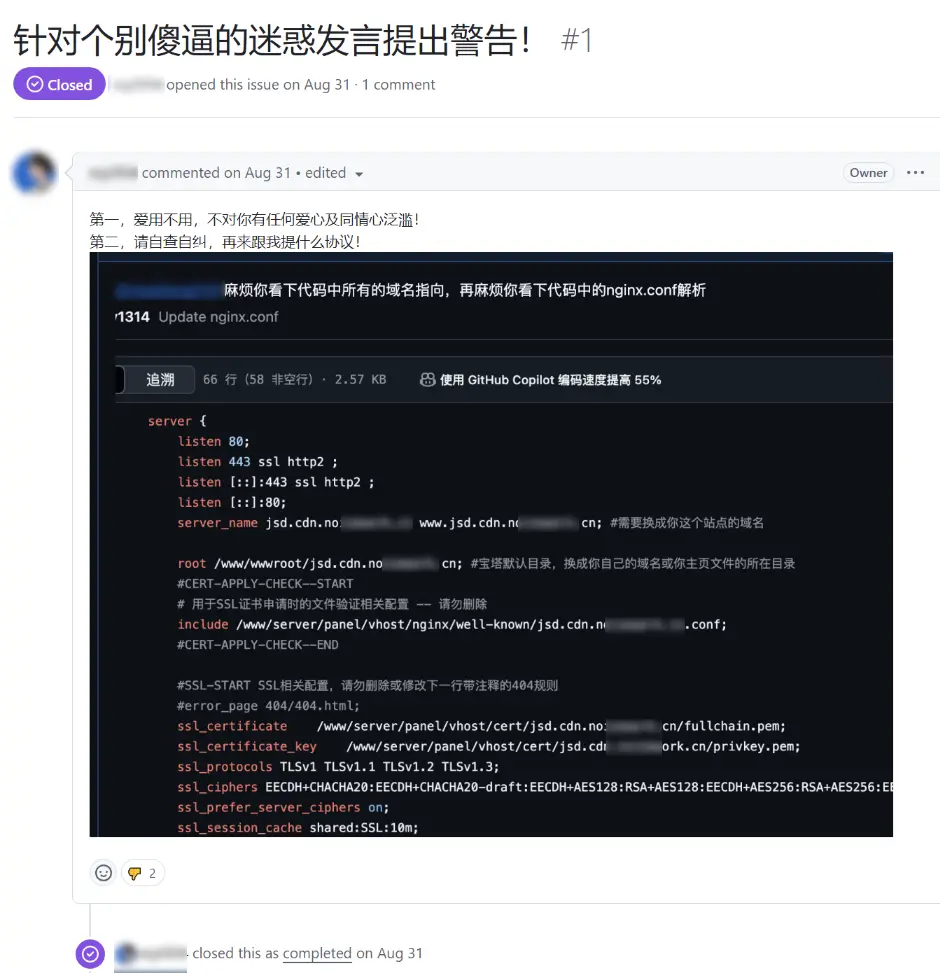 针对个别傻逼的迷惑发言提出警告! #1
Closed opened this issue on Aug 31 · 1 comment
commented on Aug 31 • edited Owner
第一，爱用不用，不对你有任何爱心及同情心泛滥！
第二，请自查自纠，再来跟我提什么协议！
麻烦你看下代码中所有的域名指向，再麻烦你看下代码中的nginx.conf解析
1314 Update nginx.conf
追溯 66 行 (58 非空行) · 2.57 KB 使用 GitHub Copilot 编码速度提高 55%
server {
listen 80;
listen 443 ssl http2 ;
listen [::]:443 ssl http2 ;
listen [::]:80;
server_name jsd.cdn.no www.jsd.cdn.n cn; #需要换成你这个站点的域名
root /www/wwwroot/jsd.cdn.no cn; #宝塔默认目录，换成你自己的域名或你主页文件的所在目录
#CERT-APPLY-CHECK--START
# 用于SSL证书申请时的文件验证相关配置 -- 请勿删除
include /www/server/panel/vhost/nginx/well-known/jsd.cdn.n .conf;
#CERT-APPLY-CHECK--END
#SSL-START SSL相关配置，请勿删除或修改下一行带注释的404规则
#error_page 404/404.html;
ssl_certificate /www/server/panel/vhost/cert/jsd.cdn.no cn/fullchain.pem;
ssl_certificate_key /www/server/panel/vhost/cert/jsd.cd ork.cn/privkey.pem;
ssl_protocols TLSv1 TLSv1.1 TLSv1.2 TLSv1.3;
ssl_ciphers EECDH+CHACHA20:EECDH+CHACHA20-draft:EECDH+AES128:RSA+AES128:EECDH+AES256:RSA+AES256:E
ssl_prefer_server_ciphers on;
ssl_session_cache shared:SSL:10m;
2
closed this as completed on Aug 31